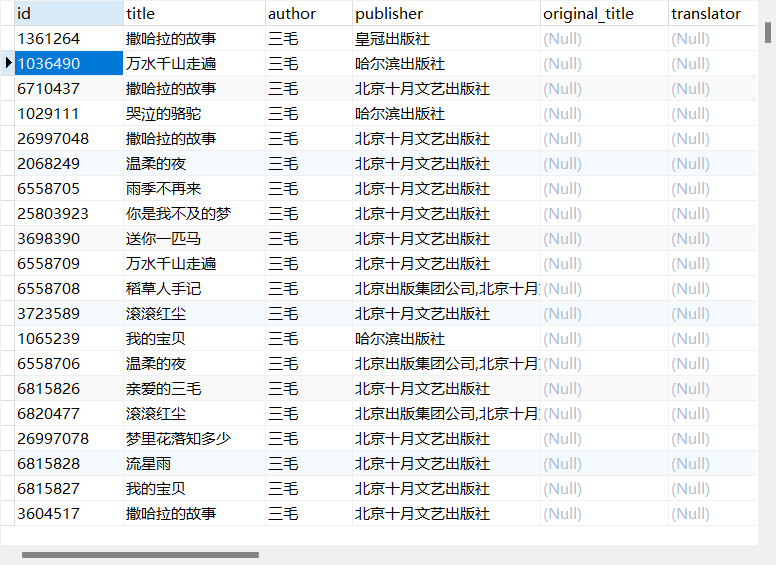 id title author publisher original_title translator
1361264 撒哈拉的故事 三毛 皇冠出版社 (Null) (Null)
1036490 万水千山走遍 三毛 哈尔滨出版社 (Null) (Null)
6710437 撒哈拉的故事 三毛 北京十月文艺出版社 (Null) (Null)
1029111 哭泣的骆驼 三毛 哈尔滨出版社 (Null) (Null)
26997048 撒哈拉的故事 三毛 北京十月文艺出版社 (Null) (Null)
2068249 温柔的夜 三毛 北京十月文艺出版社 (Null) (Null)
6558705 雨季不再来 三毛 北京十月文艺出版社 (Null) (Null)
25803923 你是我不及的梦 三毛 北京十月文艺出版社 (Null) (Null)
3698390 送你一匹马 三毛 北京十月文艺出版社 (Null) (Null)
6558709 万水千山走遍 三毛 北京十月文艺出版社 (Null) (Null)
6558708 稻草人手记 三毛 北京出版集团公司,北京十月 (Null) (Null)
3723589 滚滚红尘 三毛 北京十月文艺出版社 (Null) (Null)
1065239 我的宝贝 三毛 哈尔滨出版社 (Null) (Null)
6558706 温柔的夜 三毛 北京出版集团公司,北京十月 (Null) (Null)
6815826 亲爱的三毛 三毛 北京十月文艺出版社 (Null) (Null)
6820477 滚滚红尘 三毛 北京出版集团公司,北京十月 (Null) (Null)
26997078 梦里花落知多少 三毛 北京十月文艺出版社 (Null) (Null)
6815828 流星雨 三毛 北京十月文艺出版社 (Null) (Null)
6815827 我的宝贝 三毛 北京十月文艺出版社 (Null) (Null)
3604517 撒哈拉的故事 三毛 北京十月文艺出版社 (Null) (Null)